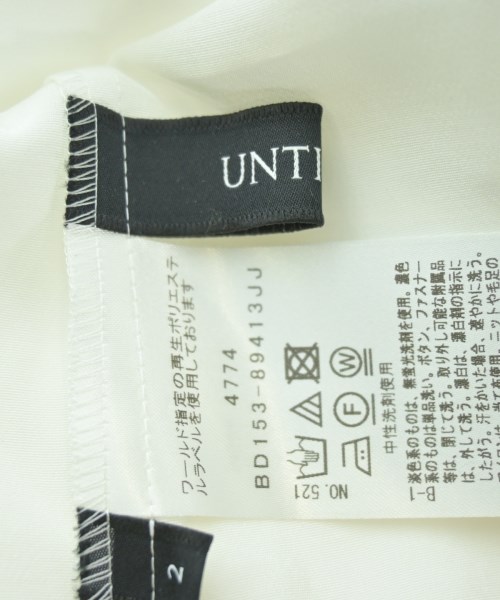 UNTI
ワールド指定の再生ポリエステ
ルラベルを使用しております
4774
BD153-89413JJ
W
F
NO. 521
中性洗剤使用
淡色系のものは、無蛍光洗剤を使用。濃色
系のものは単品洗い。ボタン、ファスナー
等は、閉じて洗う。取り外し可能な附属品
は、外して洗う。漂白は、漂白剤の指示に
したがう。汗をかいた場合、速やかに洗う。
2